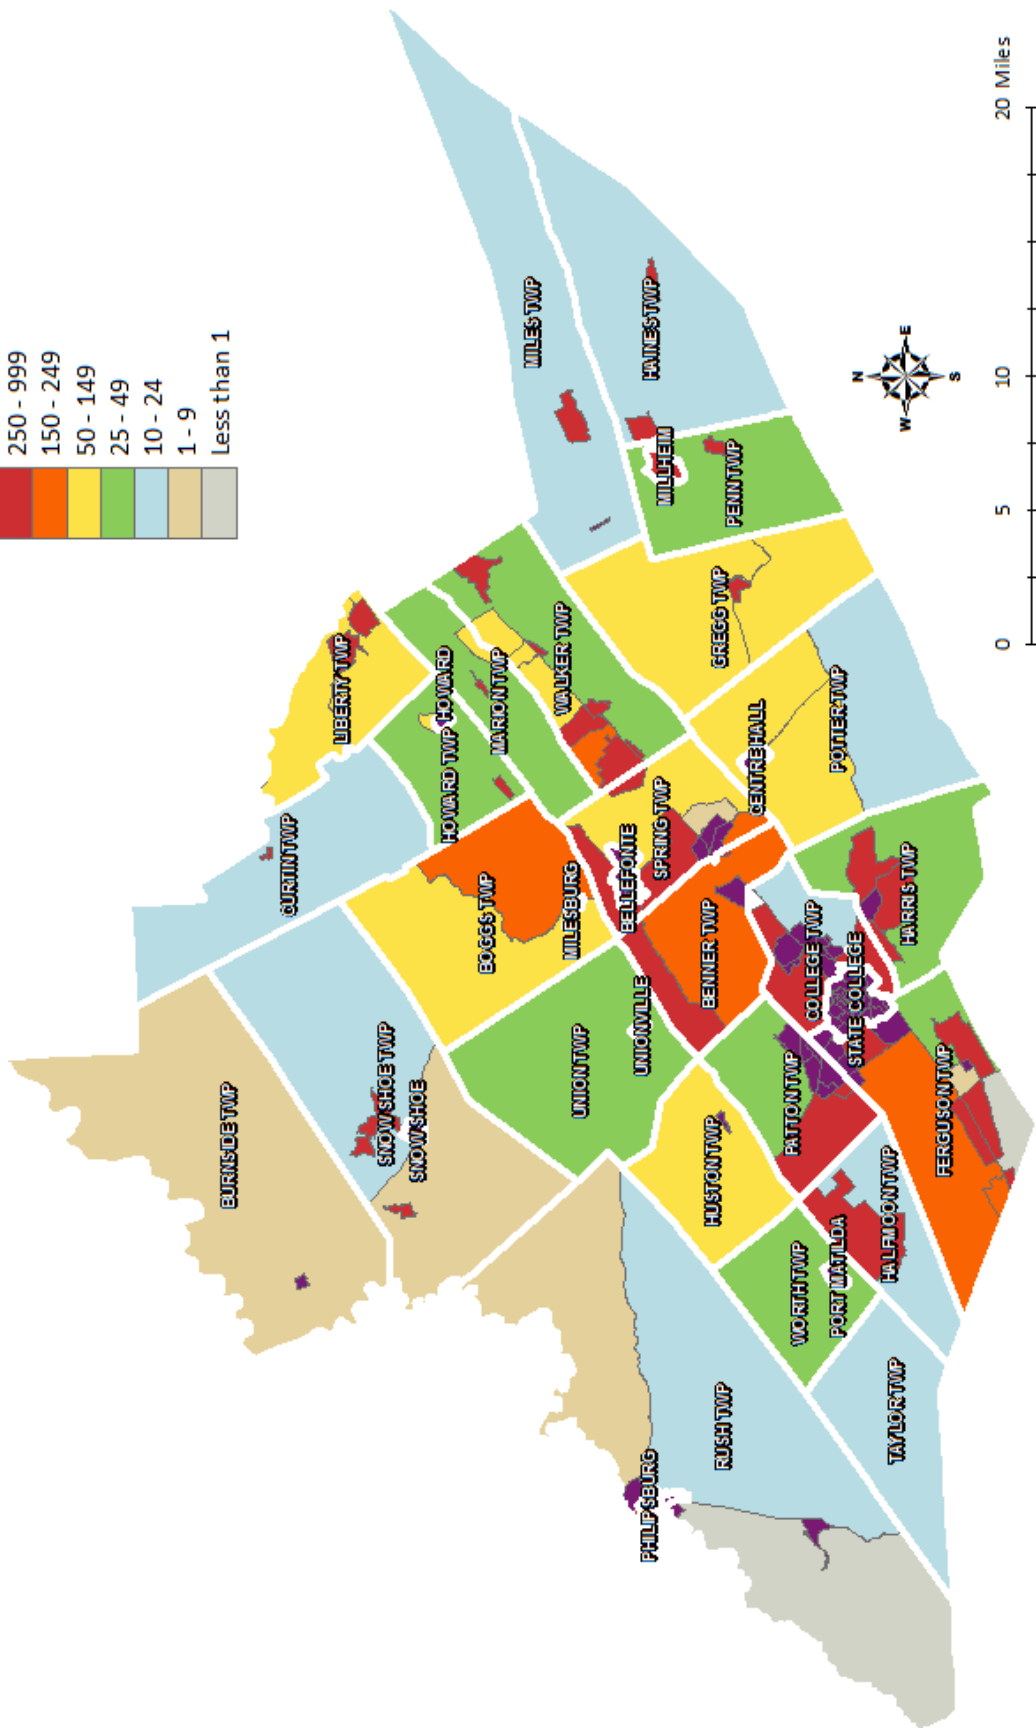 250 - 999
150 - 249
50 - 149
25 - 49
10 - 24
1 - 9
Less than 1
BURNSIDE TWP
SNOW SHOE TWP
SNOW SHOE
CURTIN TWP
LIBERTY TWP
HOWARD TWP
HOWARD
MARION TWP
WALKER TWP
MILES TWP
HAINES TWP
MILLHEIM
PENN TWP
GREGG TWP
BOGGS TWP
MILESBURG
BELLEFONTE
SPRING TWP
CENTRE HALL
POTTER TWP
UNION TWP
UNIONVILLE
BENNER TWP
COLLEGE TWP
STATE COLLEGE
HARRIS TWP
HUSTON TWP
PATTON TWP
FERGUSON TWP
WORTH TWP
PORT MATILDA
HALFMOON TWP
PHILIPSBURG
RUSH TWP
TAYLOR TWP
N
W
E
S
0
5
10
20 Miles